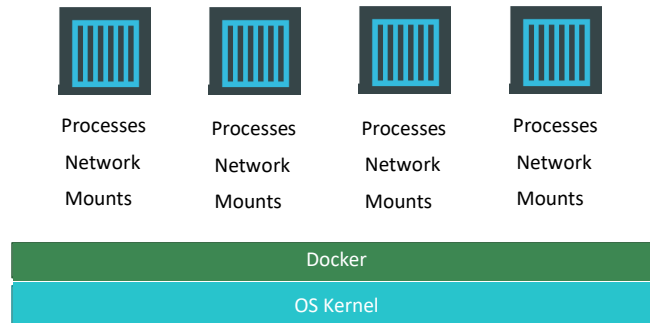 Processes
Network
Mounts
Processes
Network
Mounts
Processes
Network
Mounts
Processes
Network
Mounts
Docker
OS Kernel